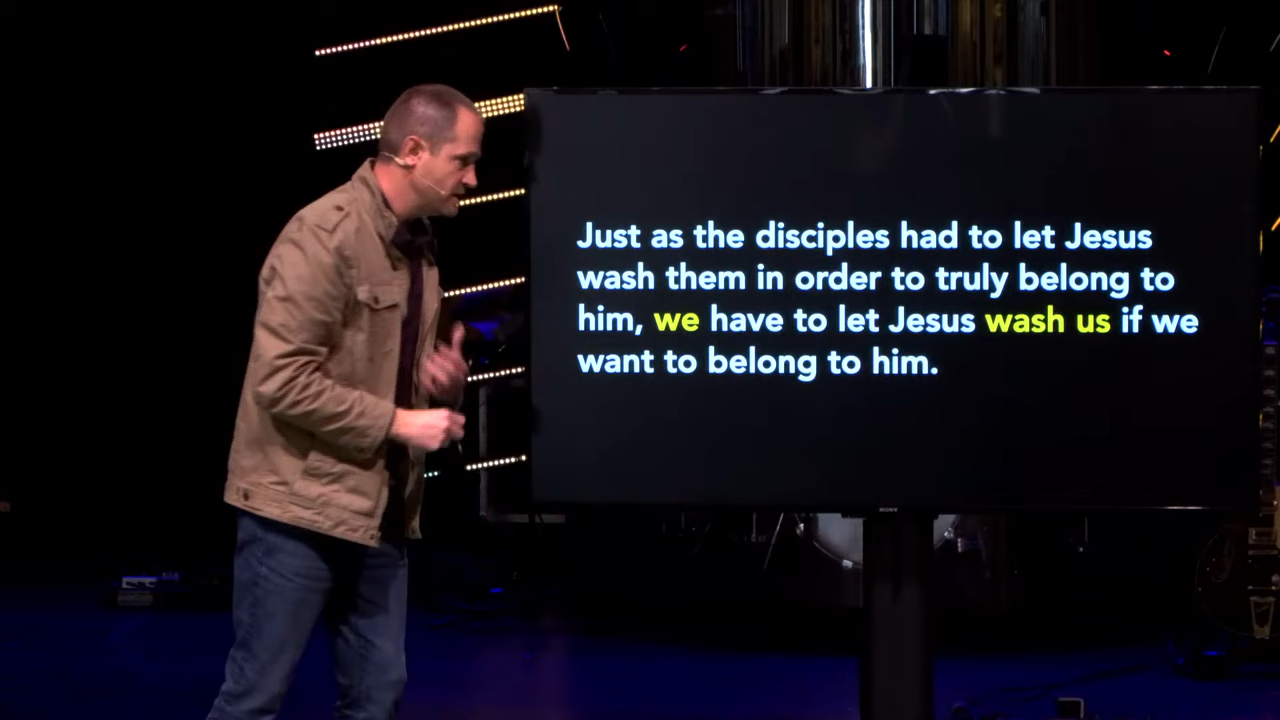 Just as the disciples had to let Jesus
wash them in order to truly belong to
him, we have to let Jesus wash us if we
want to belong to him.
SONY